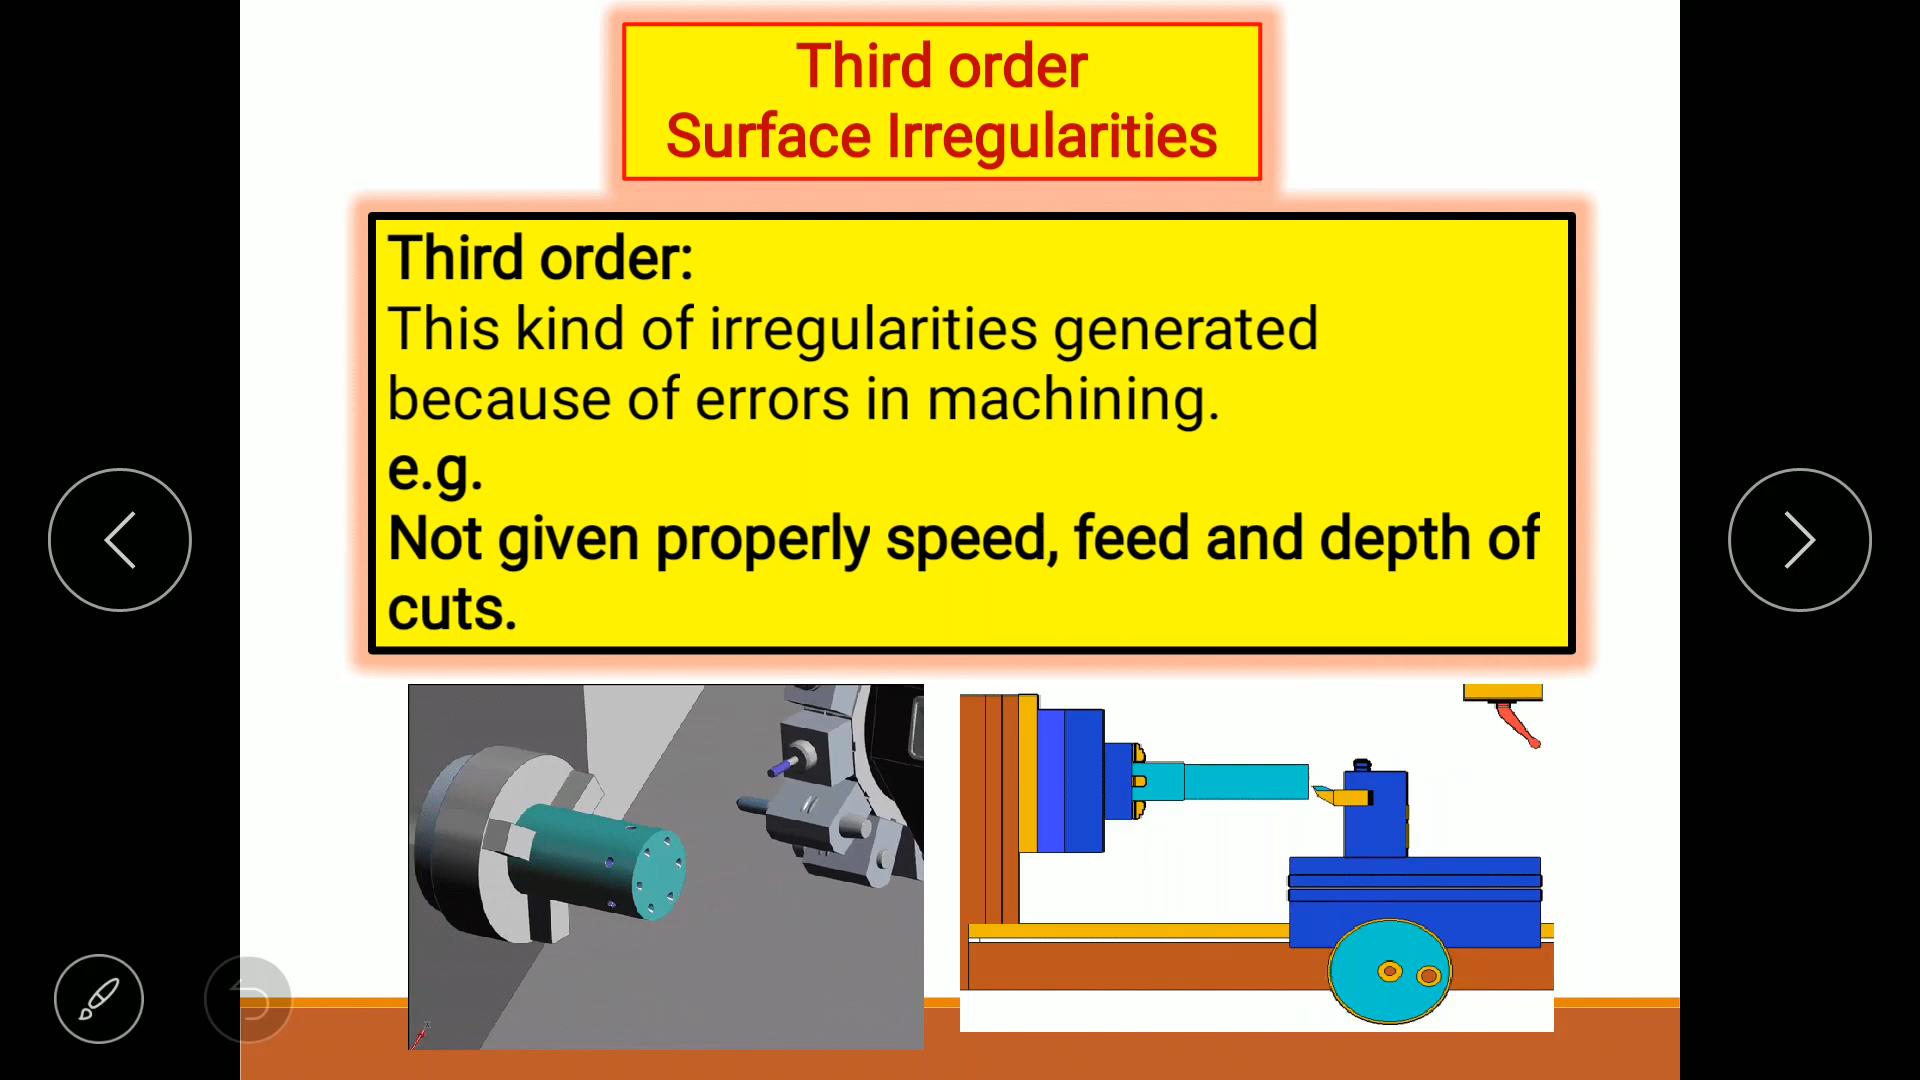 Third order
Surface Irregularities
Third order:
This kind of irregularities generated
because of errors in machining.
e.g.
Not given properly speed, feed and depth of
cuts.